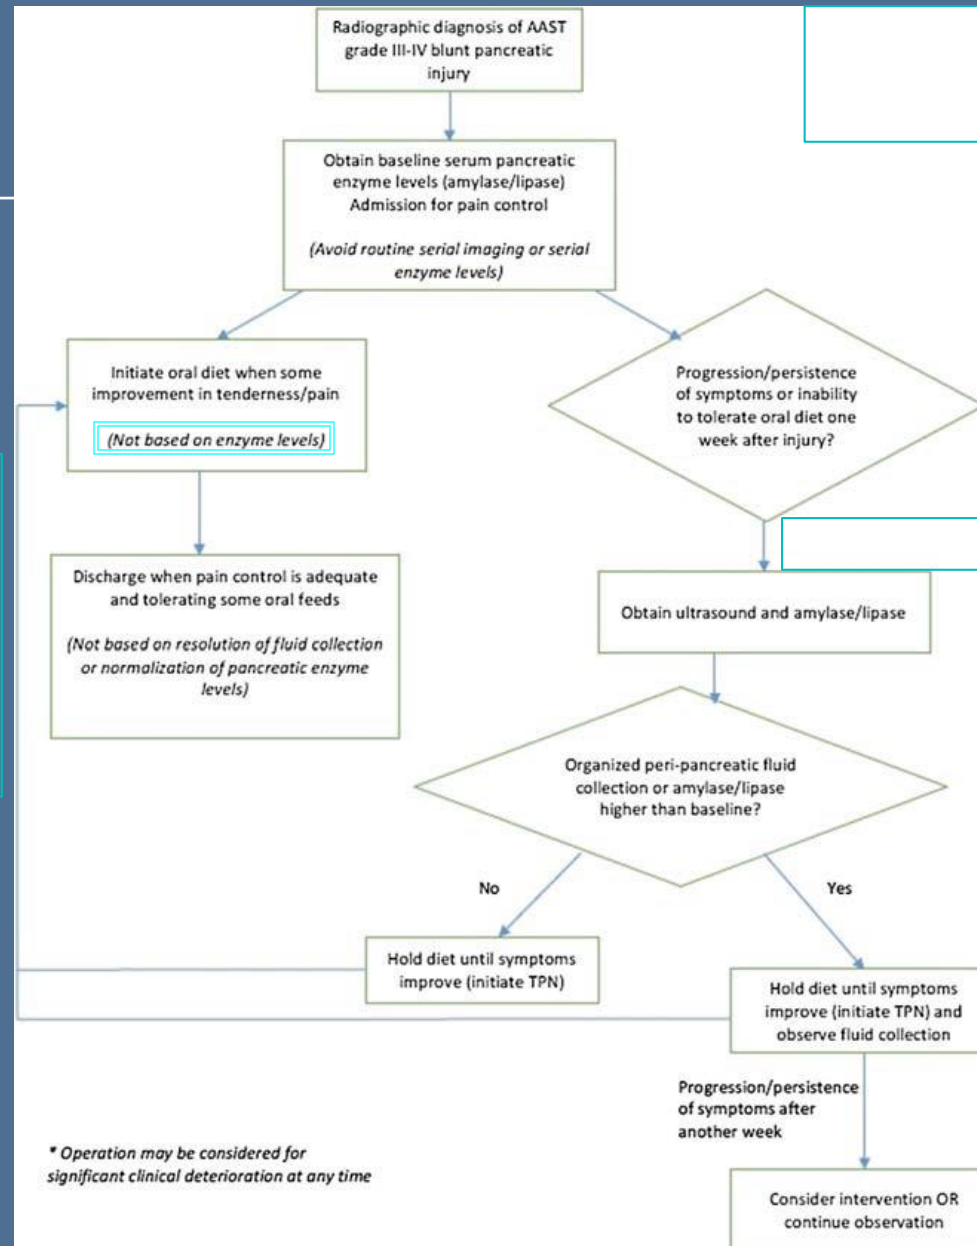 Radiographic diagnosis of AAST
grade III-IV blunt pancreatic
injury
Obtain baseline serum pancreatic
enzyme levels (amylase/lipase)
Admission for pain control
(Avoid routine serial imaging or serial
enzyme levels)
Initiate oral diet when some
improvement in tenderness/pain
(Not based on enzyme levels)
Progression/persistence
of symptoms or inability
to tolerate oral diet one
week after injury?
Discharge when pain control is adequate
and tolerating some oral feeds
(Not based on resolution of fluid collection
or normalization of pancreatic enzyme
levels)
Obtain ultrasound and amylase/lipase
Organized peri-pancreatic fluid
collection or amylase/lipase
higher than baseline?
No
Yes
Hold diet until symptoms
improve (initiate TPN)
Hold diet until symptoms
improve (initiate TPN) and
observe fluid collection
Progression/persistence
of symptoms after
another week
* Operation may be considered for
significant clinical deterioration at any time
Consider intervention OR
continue observation